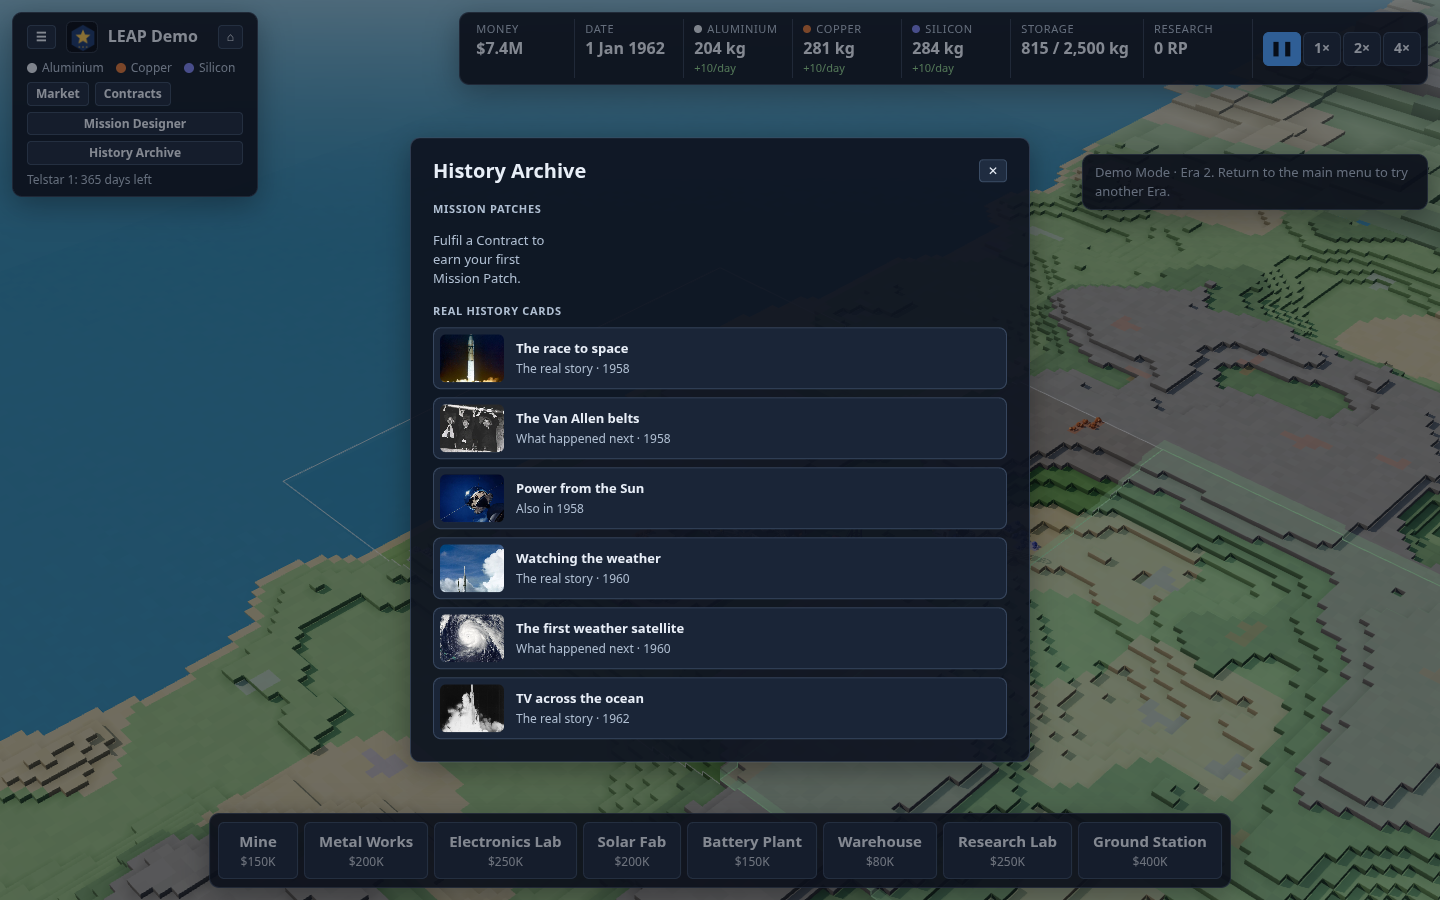 ☰ LEAP Demo ⌂
Aluminium Copper Silicon
Market Contracts
Mission Designer
History Archive
Telstar 1: 365 days left
MONEY
$7.4M
DATE
1 Jan 1962
ALUMINIUM
204 kg
+10/day
COPPER
281 kg
+10/day
SILICON
284 kg
+10/day
STORAGE
815 / 2,500 kg
RESEARCH
0 RP
1× 2× 4×
Demo Mode · Era 2. Return to the main menu to try
another Era.
History Archive ×
MISSION PATCHES
Fulfil a Contract to
earn your first
Mission Patch.
REAL HISTORY CARDS
The race to space
The real story · 1958
The Van Allen belts
What happened next · 1958
Power from the Sun
Also in 1958
Watching the weather
The real story · 1960
The first weather satellite
What happened next · 1960
TV across the ocean
The real story · 1962
Mine
$150K
Metal Works
$200K
Electronics Lab
$250K
Solar Fab
$200K
Battery Plant
$150K
Warehouse
$80K
Research Lab
$250K
Ground Station
$400K